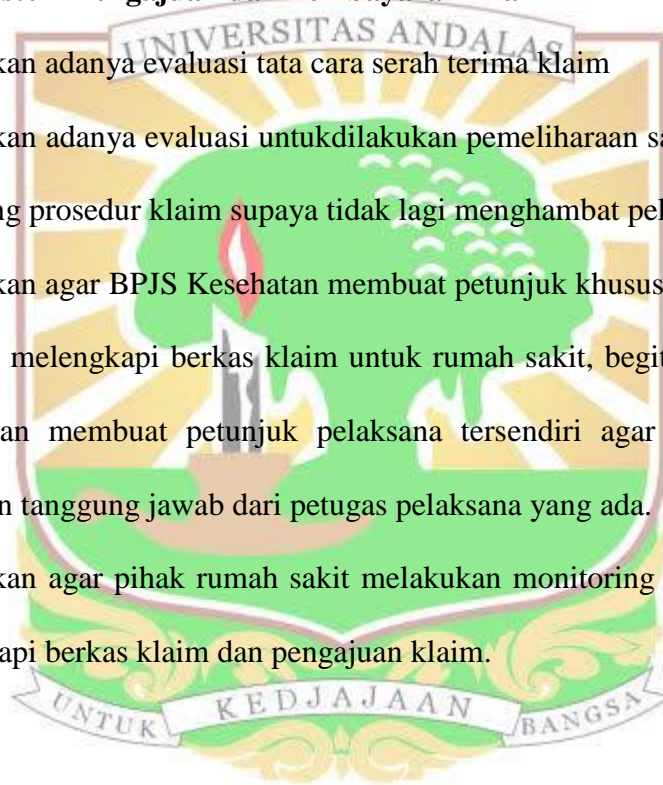 UNIVERSITAS ANDALAS
kan adanya evaluasi tata cara serah terima klaim
kan adanya evaluasi untukdilakukan pemeliharaan sa
ng prosedur klaim supaya tidak lagi menghambat pel
kan agar BPJS Kesehatan membuat petunjuk khusus
melengkapi berkas klaim untuk rumah sakit, begit
an membuat petunjuk pelaksana tersendiri agar
n tanggung jawab dari petugas pelaksana yang ada.
kan agar pihak rumah sakit melakukan monitoring
api berkas klaim dan pengajuan klaim.
UNTUK KEDJAJAAN BANGSA